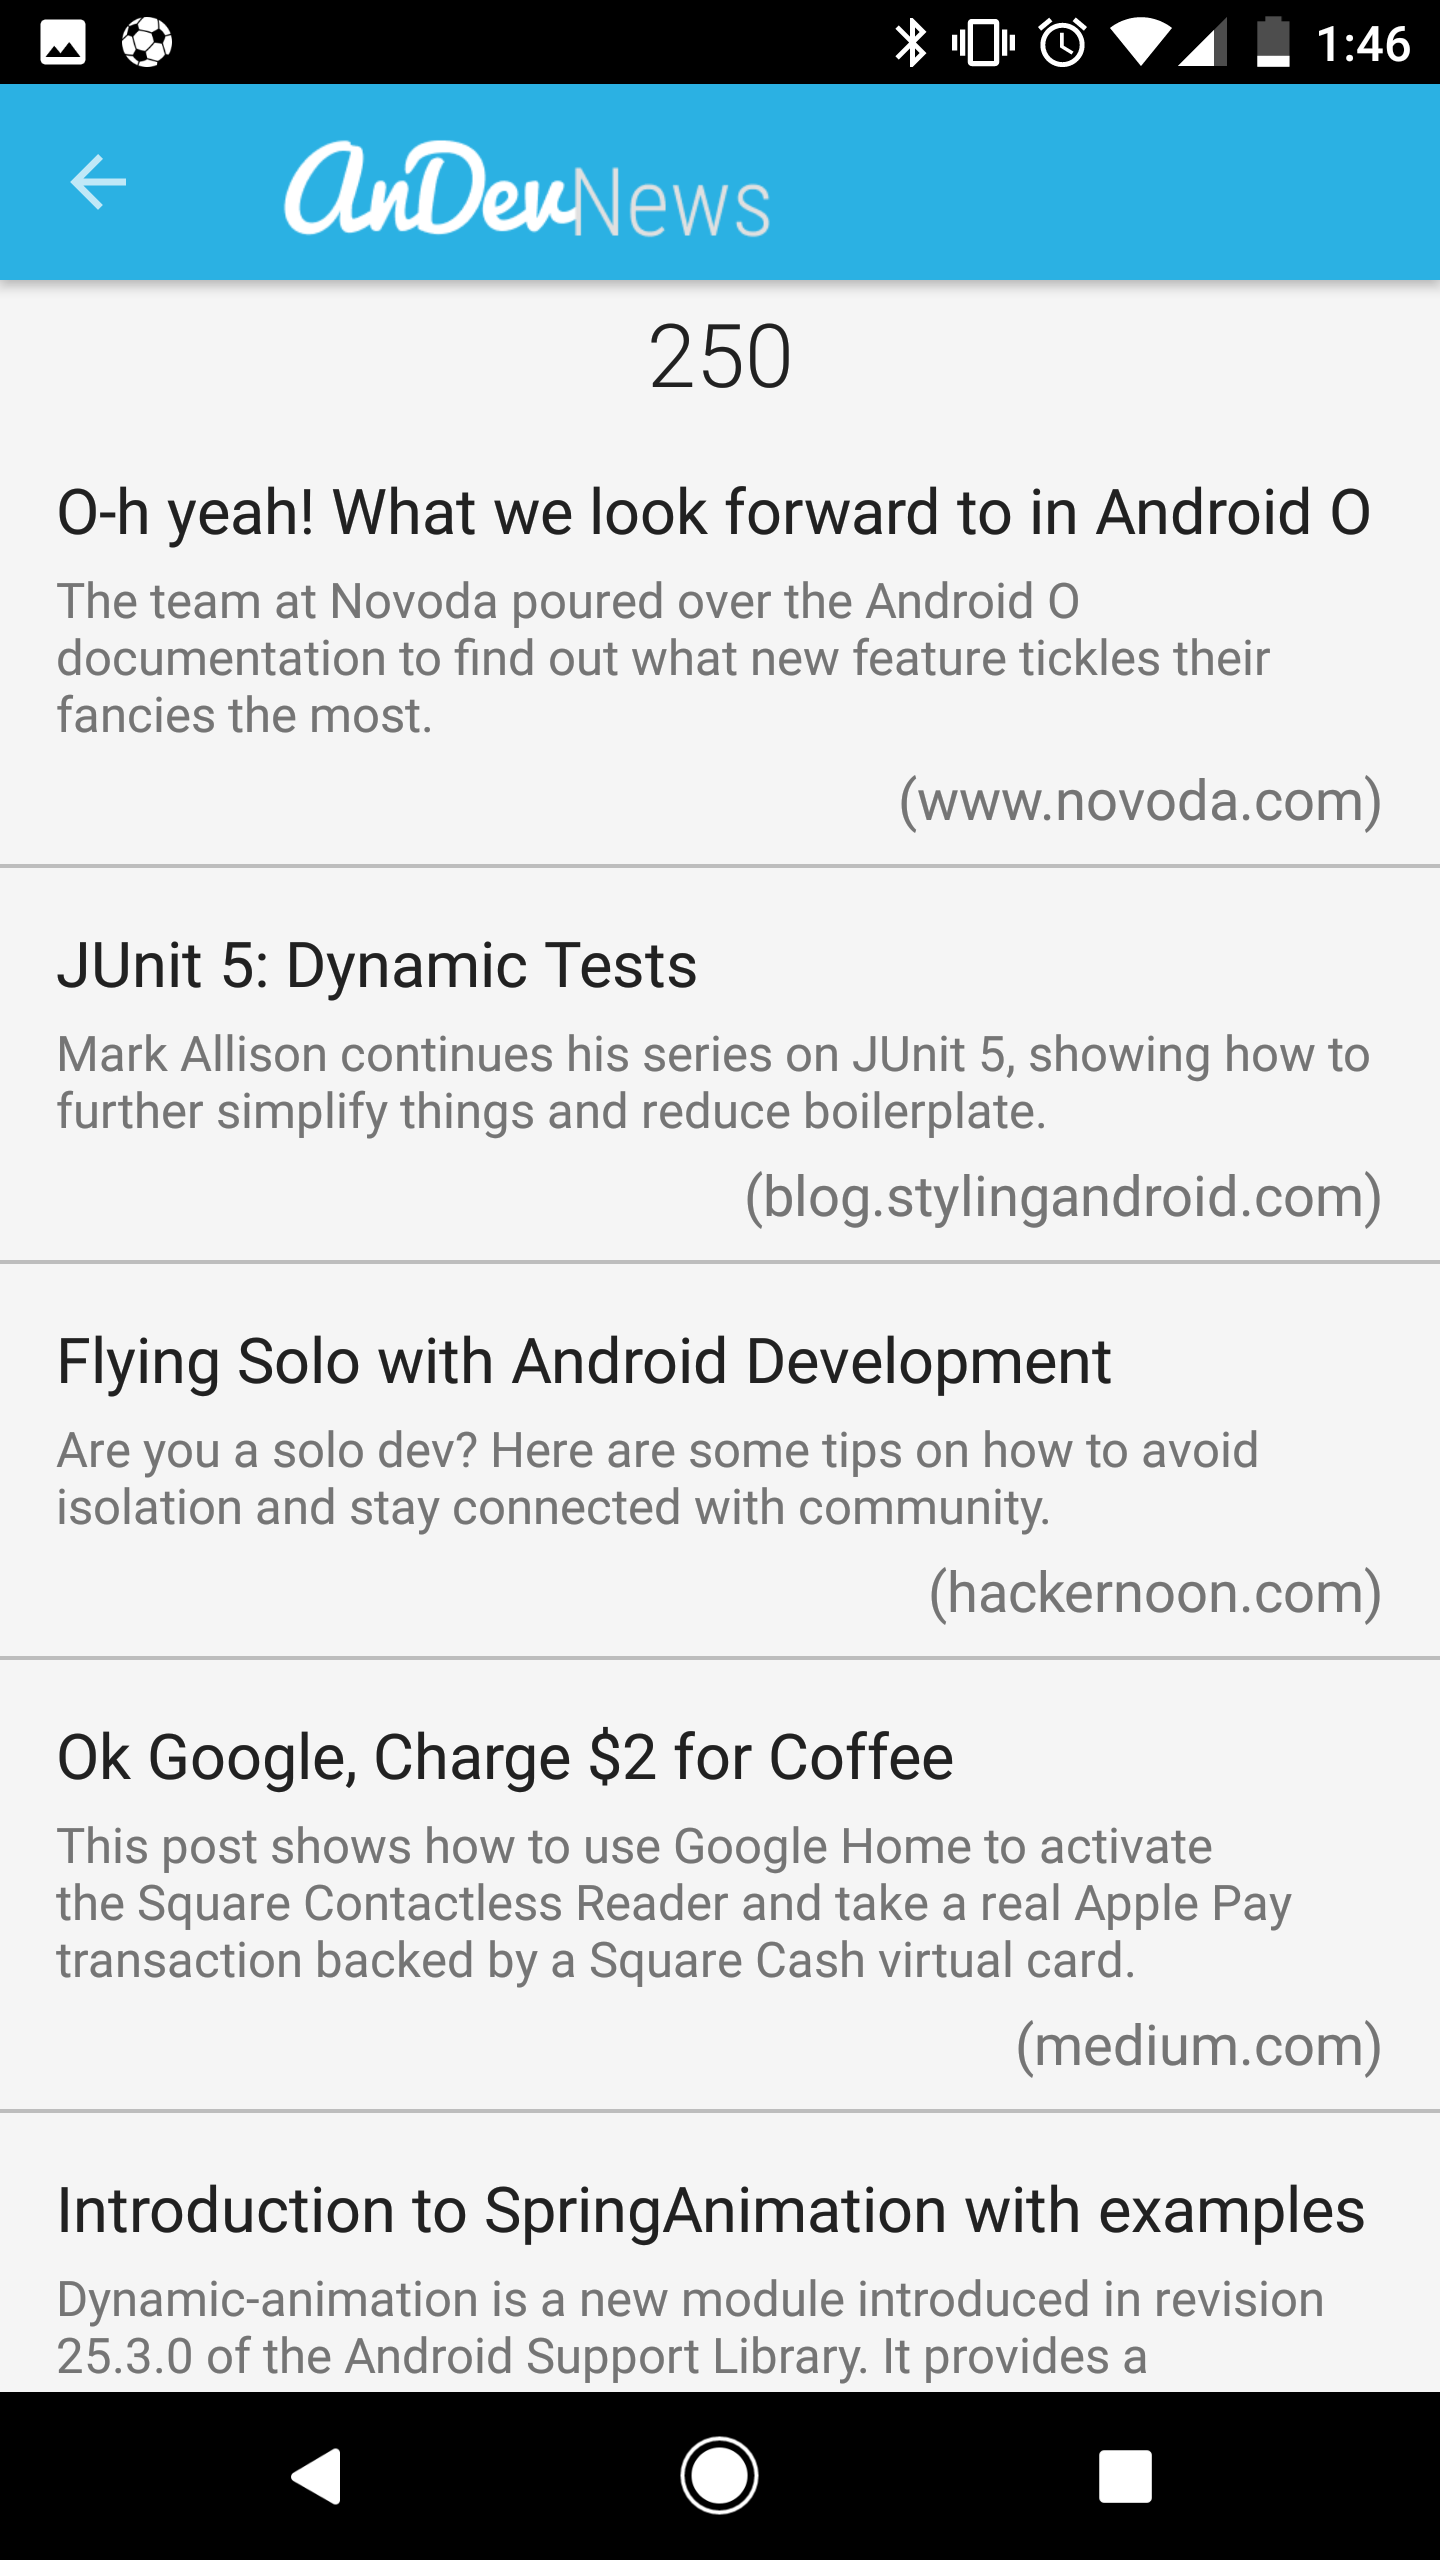 1:46
AnDevNews
250
O-h yeah! What we look forward to in Android O
The team at Novoda poured over the Android O
documentation to find out what new feature tickles their
fancies the most.
(www.novoda.com)
JUnit 5: Dynamic Tests
Mark Allison continues his series on JUnit 5, showing how to
further simplify things and reduce boilerplate.
(blog.stylingandroid.com)
Flying Solo with Android Development
Are you a solo dev? Here are some tips on how to avoid
isolation and stay connected with community.
(hackernoon.com)
Ok Google, Charge $2 for Coffee
This post shows how to use Google Home to activate
the Square Contactless Reader and take a real Apple Pay
transaction backed by a Square Cash virtual card.
(medium.com)
Introduction to SpringAnimation with examples
Dynamic-animation is a new module introduced in revision
25.3.0 of the Android Support Library. It provides a